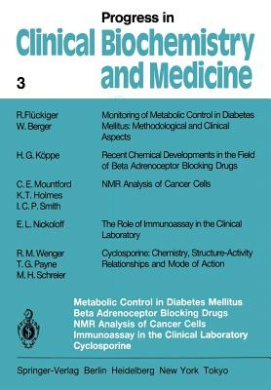 Progress in
Clinical Biochemistry
and Medicine
3
R. Flückiger
W. Berger
Monitoring of Metabolic Control in Diabetes
Mellitus: Methodological and Clinical
Aspects
H. G. Köppe
Recent Chemical Developments in the Field
of Beta Adrenoceptor Blocking Drugs
C. E. Mountford
K. T. Holmes
I. C. P. Smith
NMR Analysis of Cancer Cells
E. L. Nickoloff
The Role of Immunoassay in the Clinical
Laboratory
R. M. Wenger
T. G. Payne
M. H. Schreier
Cyclosporine: Chemistry, Structure-Activity
Relationships and Mode of Action
Metabolic Control in Diabetes Mellitus
Beta Adrenoceptor Blocking Drugs
NMR Analysis of Cancer Cells
Immunoassay in the Clinical Laboratory
Cyclosporine
Springer-Verlag Berlin Heidelberg New York Tokyo